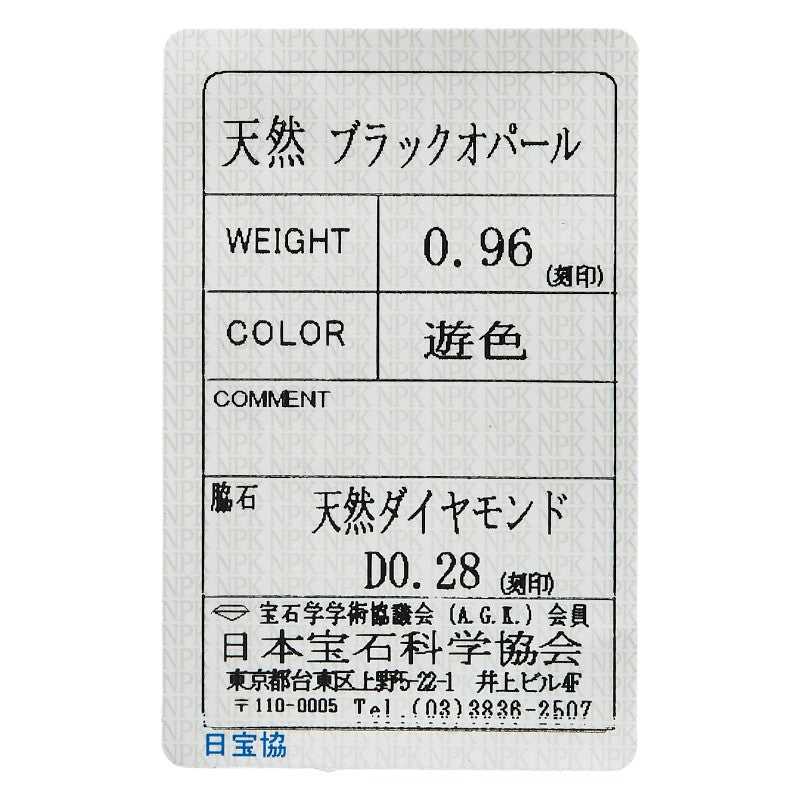 天然 ブラックオパール
WEIGHT 0.96 (刻印)
COLOR 遊色
COMMENT
脇石 天然ダイヤモンド
D0.28 (刻印)
宝石学学術協議会 (A.G.K.) 会員
日本宝石科学協会
東京都台東区上野5-22-1 井上ビル4F
〒110-0005 Tel (03)3836-2507
日宝協